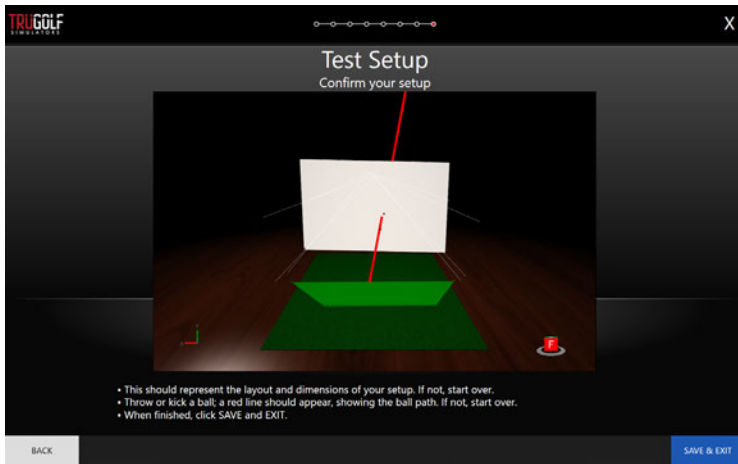 TRUGOLF
SIMULATORS
X
Test Setup
Confirm your setup
F
• This should represent the layout and dimensions of your setup. If not, start over.
• Throw or kick a ball; a red line should appear, showing the ball path. If not, start over.
• When finished, click SAVE and EXIT.
BACK
SAVE & EXIT